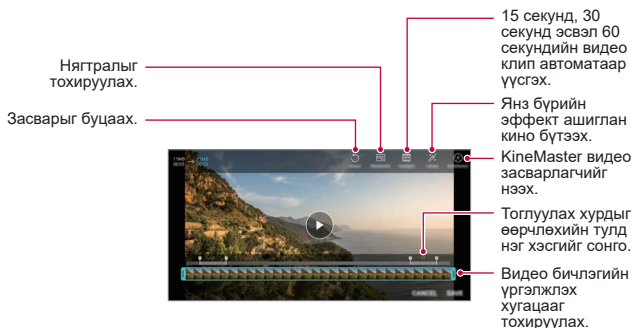 15 секунд, 30
секунд эсвэл 60
секундийн видео
клип автоматаар
үүсгэх.
Нягтралыг
тохируулах.
Засварыг буцаах.
Янз бүрийн
эффект ашиглан
кино бүтээх.
KineMaster видео
засварлагчийг
нээх.
Тоглуулах хурдыг
өөрчлөхийн тулд
нэг хэсгийг сонго.
Видео бичлэгийн
үргэлжлэх
хугацааг
тохируулах.
CANCEL SAVE